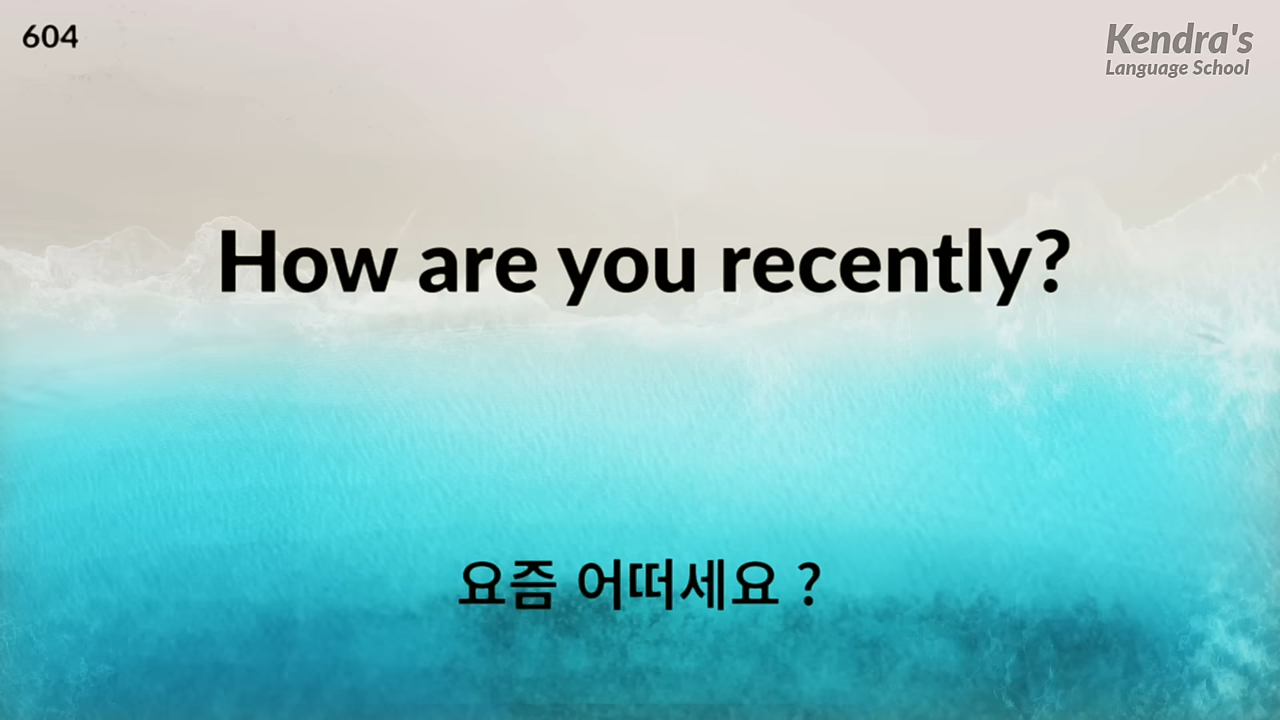 604
Kendra's
Language School
How are you recently?
요즘 어떠세요 ?